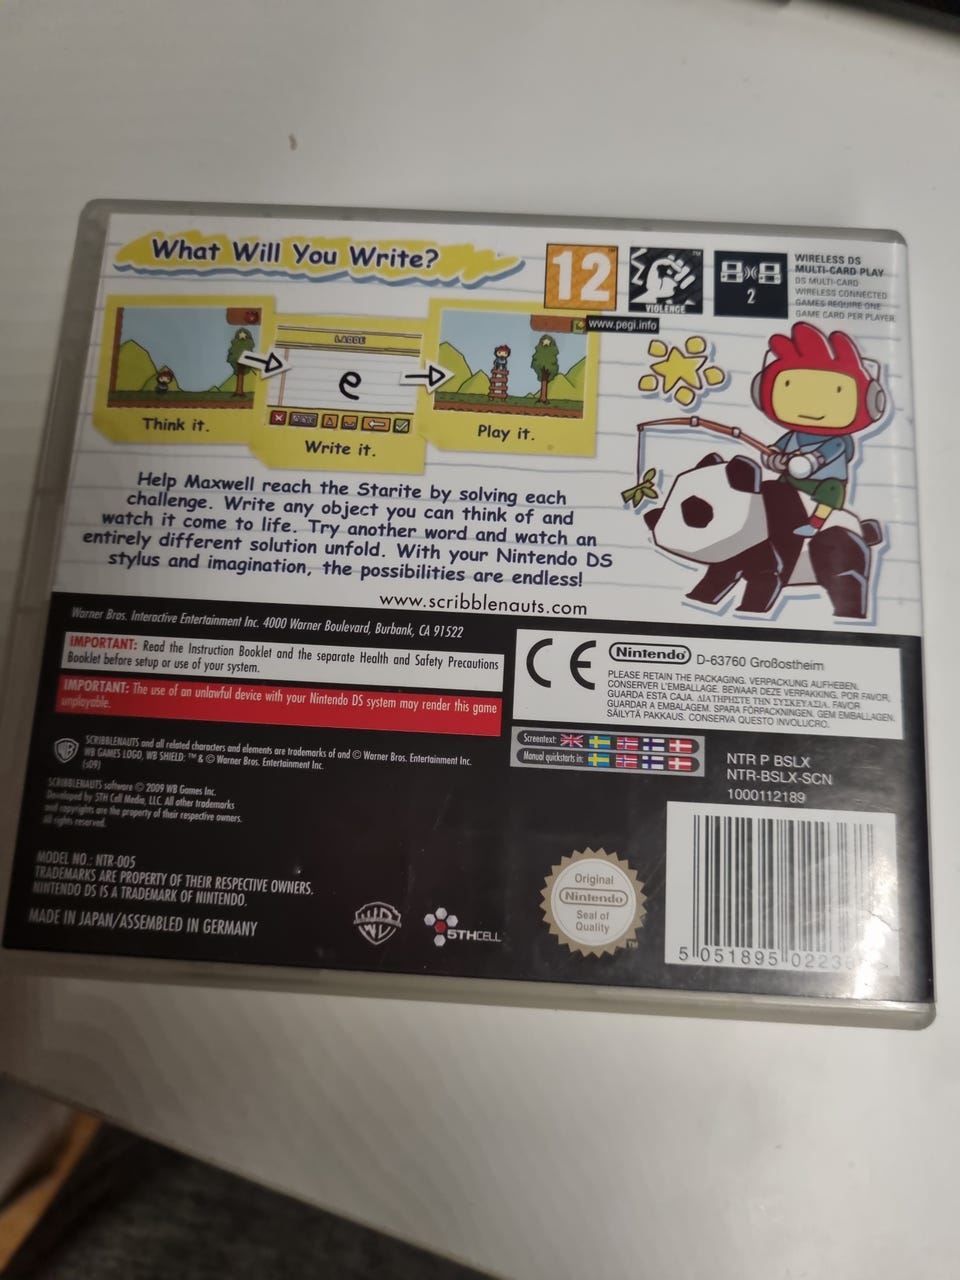 What Will You Write?
12
VIOLENCE
www.pegi.info
2
WIRELESS DS
MULTI-CARD PLAY
DS MULTI-CARD
WIRELESS CONNECTED
GAMES REQUIRE ONE
GAME CARD PER PLAYER
LADDE
e
Think it.
Write it.
Play it.
Help Maxwell reach the Starite by solving each
challenge. Write any object you can think of and
watch it come to life. Try another word and watch an
entirely different solution unfold. With your Nintendo DS
stylus and imagination, the possibilities are endless!
www.scribblenauts.com
Warner Bros. Interactive Entertainment Inc. 4000 Warner Boulevard, Burbank, CA 91522
IMPORTANT: Read the Instruction Booklet and the separate Health and Safety Precautions
Booklet before setup or use of your system.
IMPORTANT: The use of an unlawful device with your Nintendo DS system may render this game
unplayable.
CE
Nintendo D-63760 Großostheim
PLEASE RETAIN THE PACKAGING. VERPACKUNG AUFHEBEN.
CONSERVER L'EMBALLAGE. BEWAAR DEZE VERPAKKING. POR FAVOR,
GUARDA ESTA CAJA. ΔΙΑΤΗΡΗΣΤΕ ΤΗΝ ΣΥΣΚΕΥΑΣΙΑ. FAVOR
GUARDAR A EMBALAGEM. SPARA FÖRPACKNINGEN. GEM EMBALLAGEN.
SÄILYTÄ PAKKAUS. CONSERVA QUESTO INVOLUCRO.
Screentext:
Manual quickstarts in:
NTR P BSLX
NTR-BSLX-SCN
1000112189
SCRIBBLENAUTS and all related characters and elements are trademarks of and © Warner Bros. Entertainment Inc.
WB GAMES LOGO, WB SHIELD: ™ & © Warner Bros. Entertainment Inc.
(s09)
SCRIBBLENAUTS software © 2009 WB Games Inc.
Developed by 5TH Cell Media, LLC. All other trademarks
and copyrights are the property of their respective owners.
All rights reserved.
MODEL NO.: NTR-005
TRADEMARKS ARE PROPERTY OF THEIR RESPECTIVE OWNERS.
NINTENDO DS IS A TRADEMARK OF NINTENDO.
MADE IN JAPAN/ASSEMBLED IN GERMANY
5THCELL
Original
Nintendo
Seal of
Quality
TM
5 051895 02236